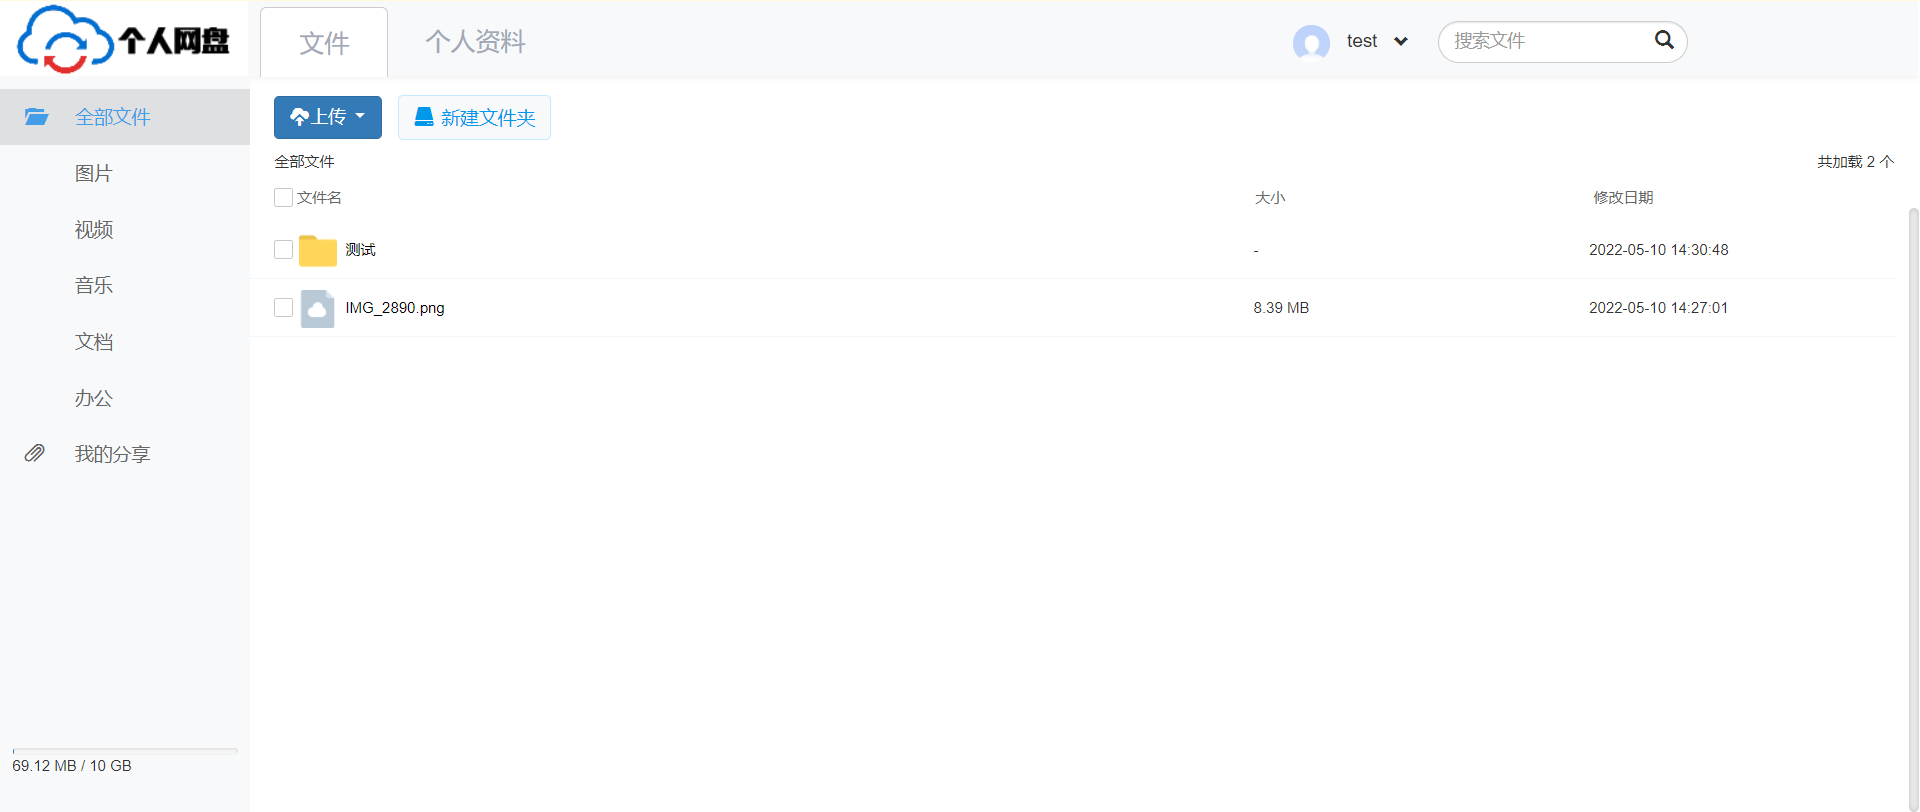 个人网盘
文件
个人资料
test
搜索文件
全部文件
图片
视频
音乐
文档
办公
我的分享
69.12 MB / 10 GB
上传
新建文件夹
全部文件
共加载 2 个
文件名 大小 修改日期
测试 - 2022-05-10 14:30:48
IMG_2890.png 8.39 MB 2022-05-10 14:27:01